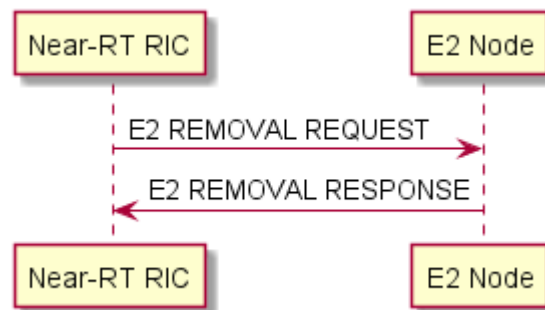 Near-RT RIC
E2 Node
E2 REMOVAL REQUEST
E2 REMOVAL RESPONSE
Near-RT RIC
E2 Node